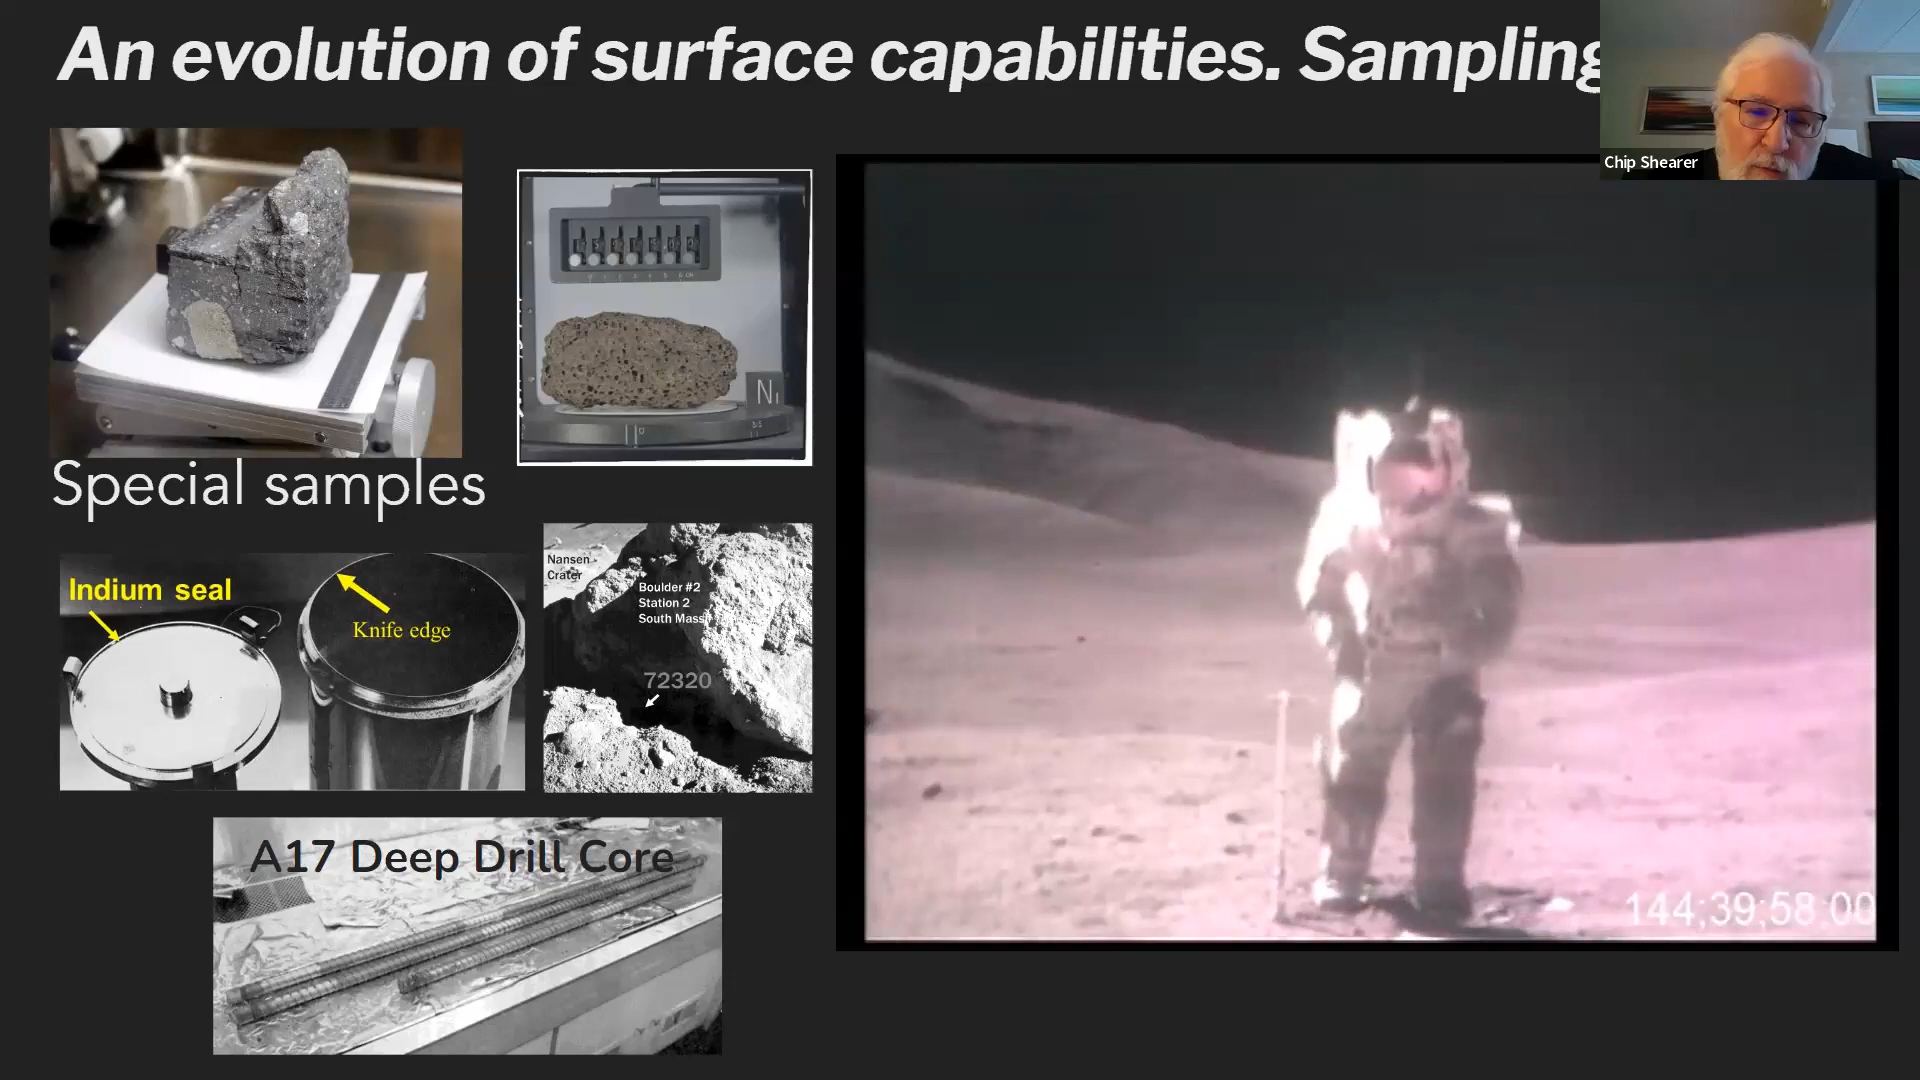 An evolution of surface capabilities. Sampling
Chip Shearer
N
Special samples
Indium seal
Knife edge
Nansen
Crater
Boulder #2
Station 2
South Mass
72320
A17 Deep Drill Core
144;39;58:00